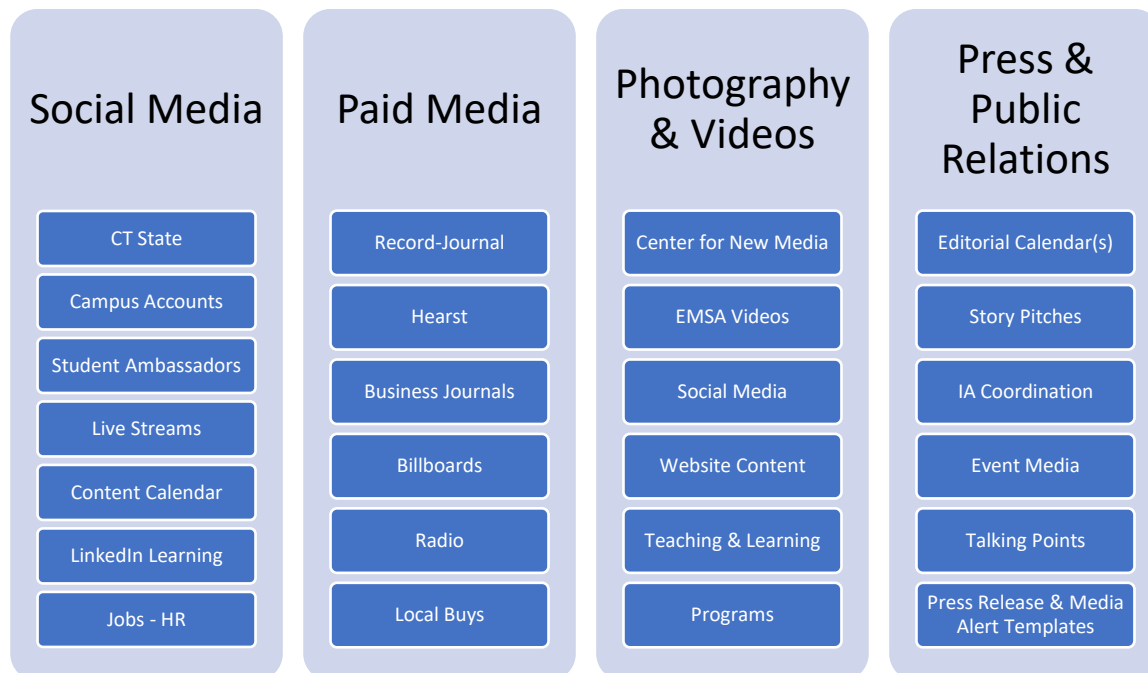 Social Media
CT State
Campus Accounts
Student Ambassadors
Live Streams
Content Calendar
LinkedIn Learning
Jobs - HR
Paid Media
Record-Journal
Hearst
Business Journals
Billboards
Radio
Local Buys
Photography
& Videos
Center for New Media
EMSA Videos
Social Media
Website Content
Teaching & Learning
Programs
Press &
Public
Relations
Editorial Calendar(s)
Story Pitches
IA Coordination
Event Media
Talking Points
Press Release & Media
Alert Templates